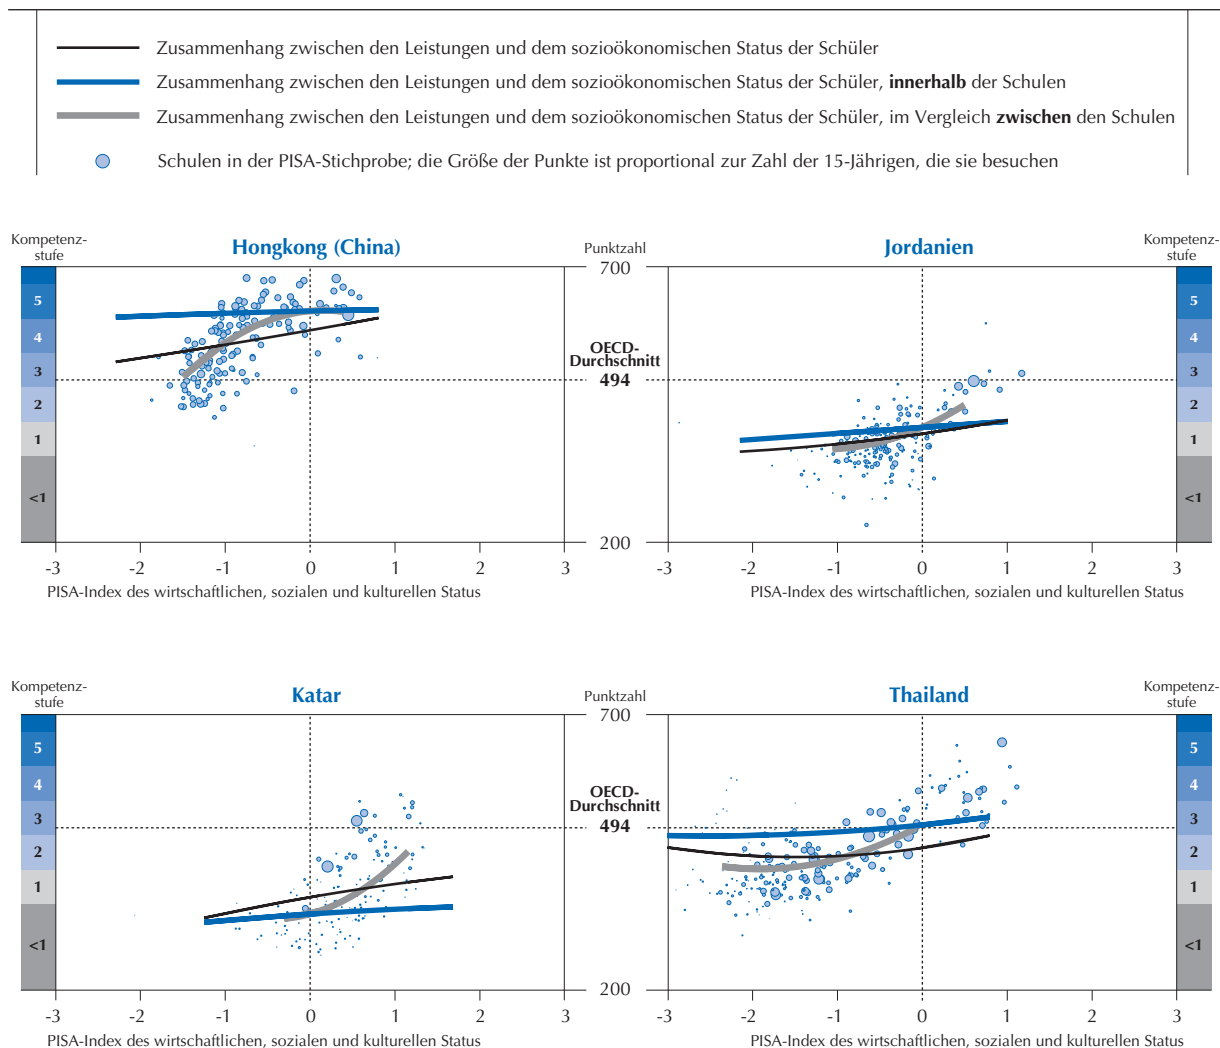 Zusammenhang zwischen den Leistungen und dem sozioökonomischen Status der Schüler
Zusammenhang zwischen den Leistungen und dem sozioökonomischen Status der Schüler, innerhalb der Schulen
Zusammenhang zwischen den Leistungen und dem sozioökonomischen Status der Schüler, im Vergleich zwischen den Schulen
Schulen in der PISA-Stichprobe; die Größe der Punkte ist proportional zur Zahl der 15-Jährigen, die sie besuchen
Kompetenz-
stufe
Hongkong (China)
Punktzahl
Jordanien
Kompetenz-
stufe
700
5
5
4
4
OECD-
Durchschnitt
3
3
494
2
2
1
1
<1
<1
200
-3 -2 -1 0 1 2 3
-3 -2 -1 0 1 2 3
PISA-Index des wirtschaftlichen, sozialen und kulturellen Status
PISA-Index des wirtschaftlichen, sozialen und kulturellen Status
Kompetenz-
stufe
Katar
Punktzahl
Thailand
Kompetenz-
stufe
700
5
5
4
4
OECD-
Durchschnitt
3
3
494
2
2
1
1
<1
<1
200
-3 -2 -1 0 1 2 3
-3 -2 -1 0 1 2 3
PISA-Index des wirtschaftlichen, sozialen und kulturellen Status
PISA-Index des wirtschaftlichen, sozialen und kulturellen Status